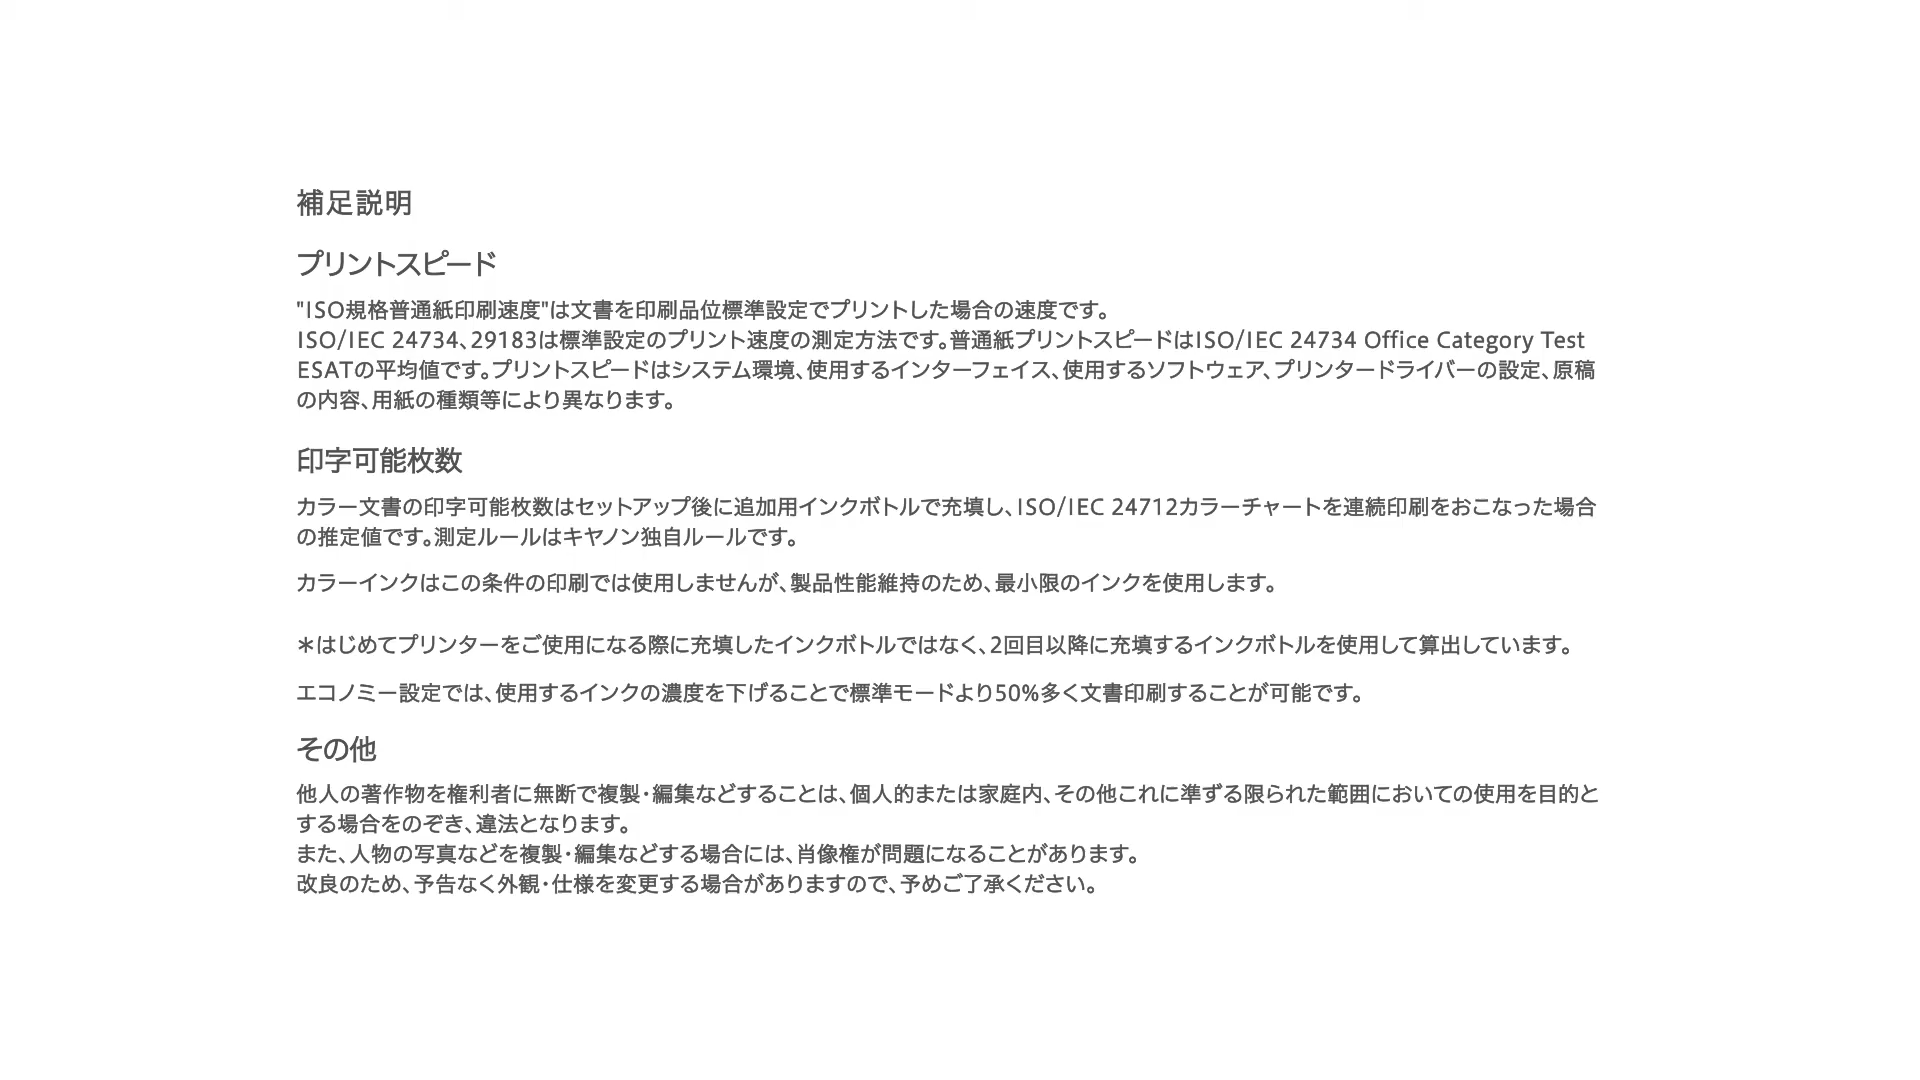 補足説明
プリントスピード
"ISO規格普通紙印刷速度"は文書を印刷品位標準設定でプリントした場合の速度です。
ISO/IEC 24734、29183は標準設定のプリント速度の測定方法です。普通紙プリントスピードはISO/IEC 24734 Office Category Test
ESATの平均値です。プリントスピードはシステム環境、使用するインターフェイス、使用するソフトウェア、プリンタードライバーの設定、原稿
の内容、用紙の種類等により異なります。
印字可能枚数
カラー文書の印字可能枚数はセットアップ後に追加用インクボトルで充填し、ISO/IEC 24712カラーチャートを連続印刷をおこなった場合
の推定値です。測定ルールはキヤノン独自ルールです。
カラーインクはこの条件の印刷では使用しませんが、製品性能維持のため、最小限のインクを使用します。
＊はじめてプリンターをご使用になる際に充填したインクボトルではなく、2回目以降に充填するインクボトルを使用して算出しています。
エコノミー設定では、使用するインクの濃度を下げることで標準モードより50%多く文書印刷することが可能です。
その他
他人の著作物を権利者に無断で複製・編集などすることは、個人的または家庭内、その他これに準ずる限られた範囲においての使用を目的と
する場合をのぞき、違法となります。
また、人物の写真などを複製・編集などする場合には、肖像権が問題になることがあります。
改良のため、予告なく外観・仕様を変更する場合がありますので、予めご了承ください。